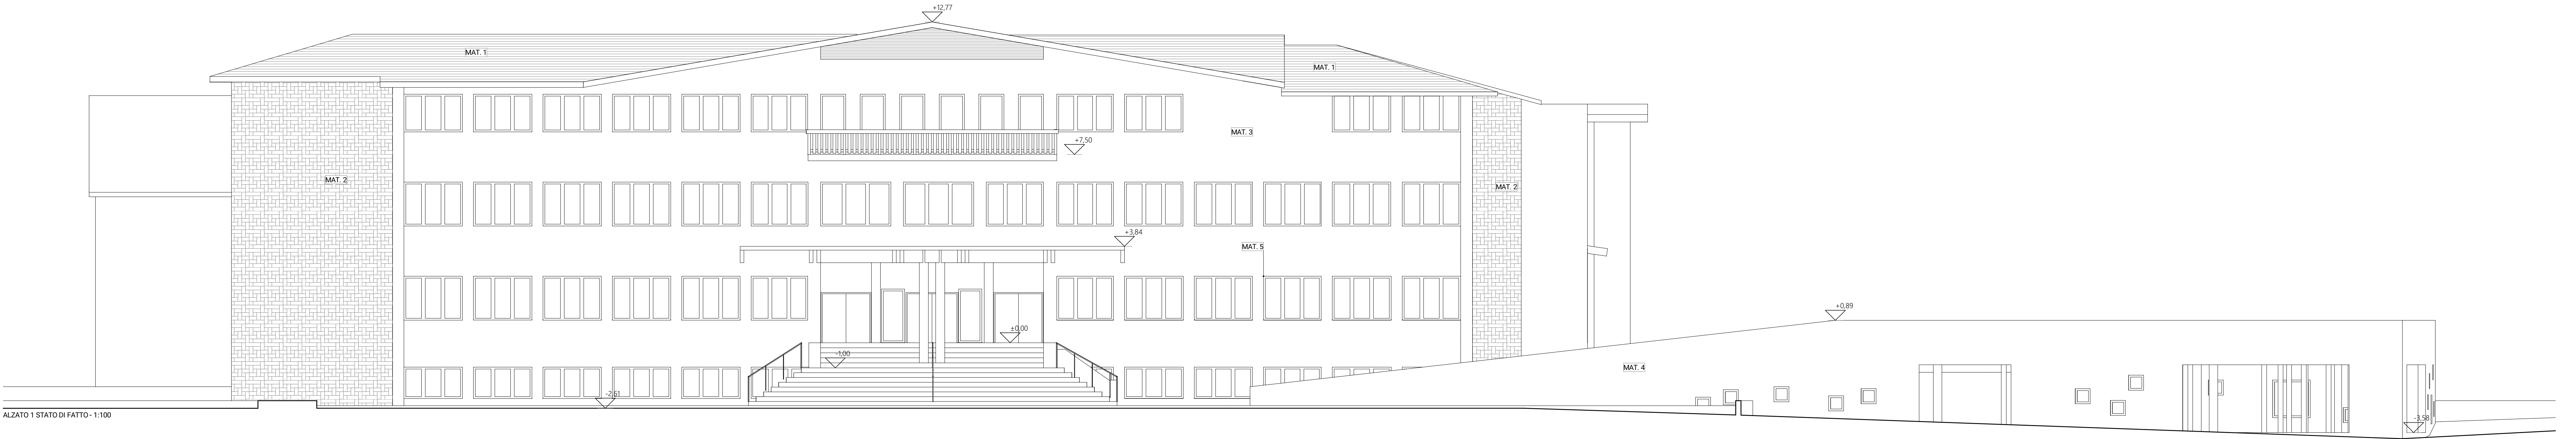 +12,77
MAT. 1
MAT. 1
MAT. 3
+7,50
MAT. 2
MAT. 2
+3,84
MAT. 5
+0,89
±0,00
-1,00
MAT. 4
-2,61
ALZATO 1 STATO DI FATTO - 1:100
-3,58